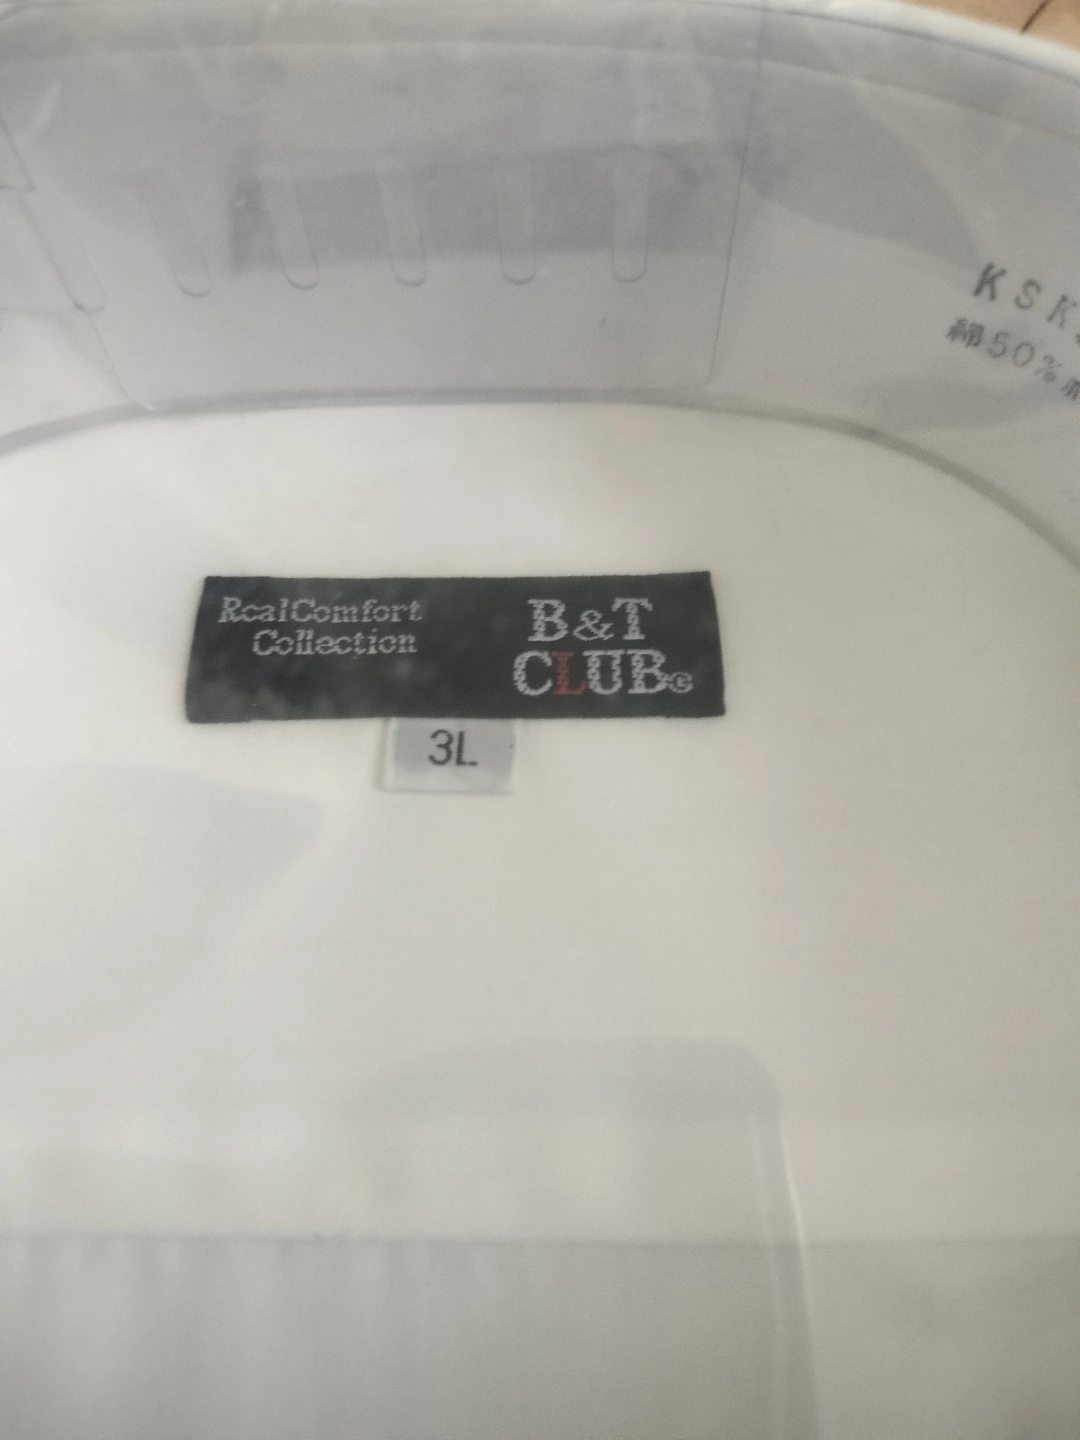 KSK
綿50%
RealComfort
Collection
B&T
CLUB G
3L